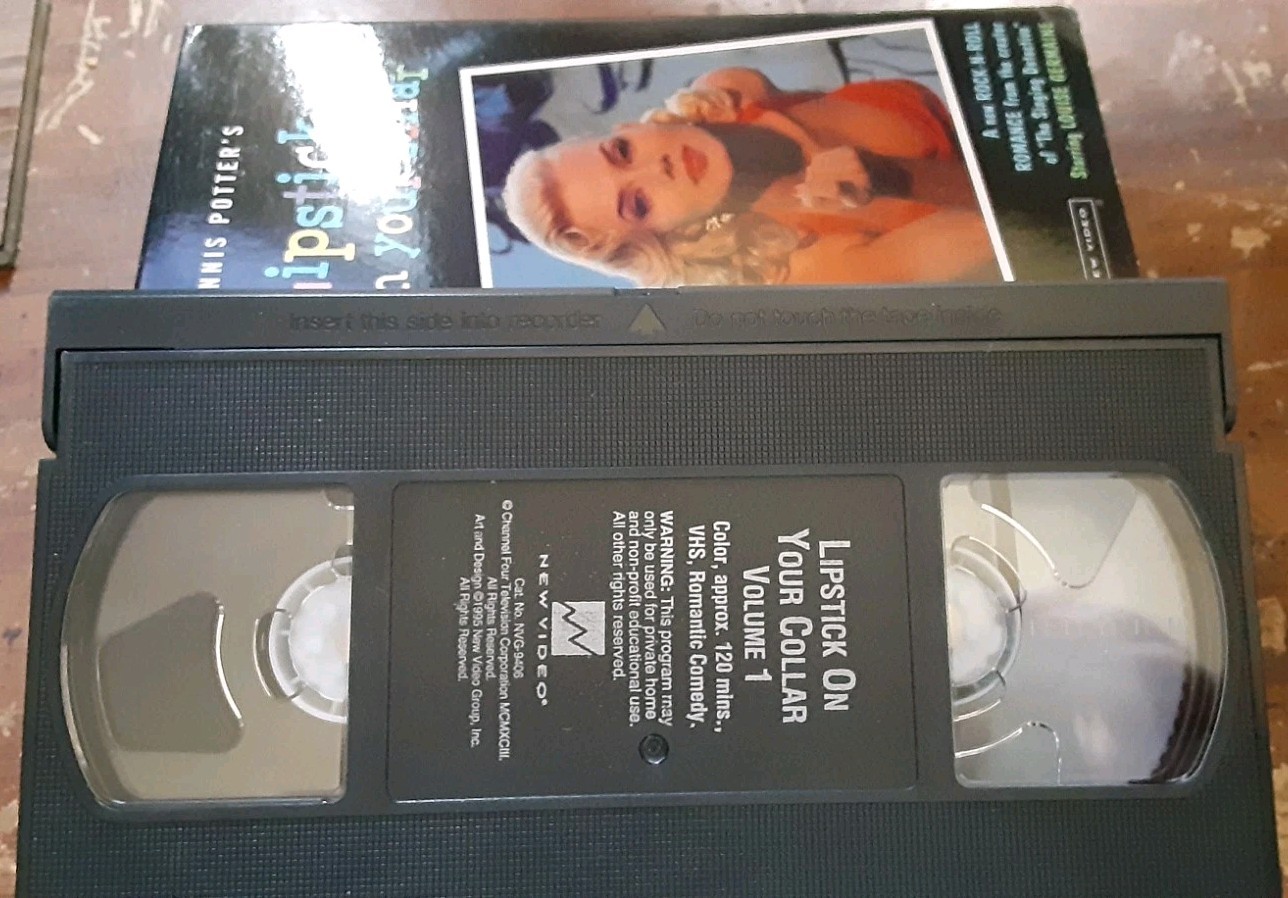 NNIS POTTER'S
lipstick
n your collar
A new ROCK-N-ROLL
ROMANCE from the creator
of "The Singing Detective"
Starring LOUISE GERMAINE
W VIDEO
Insert this side into recorder
Do not touch the tape inside
LIPSTICK ON
YOUR COLLAR
VOLUME 1
Color, approx. 120 mins.,
VHS, Romantic Comedy.
WARNING: This program may
only be used for private home
and non-profit educational use.
All other rights reserved.
NEW VIDEO®
Cat. No. NVG-9406
© Channel Four Television Corporation MCMXCIII.
All Rights Reserved.
Art and Design ©1995 New Video Group, Inc.
All Rights Reserved.